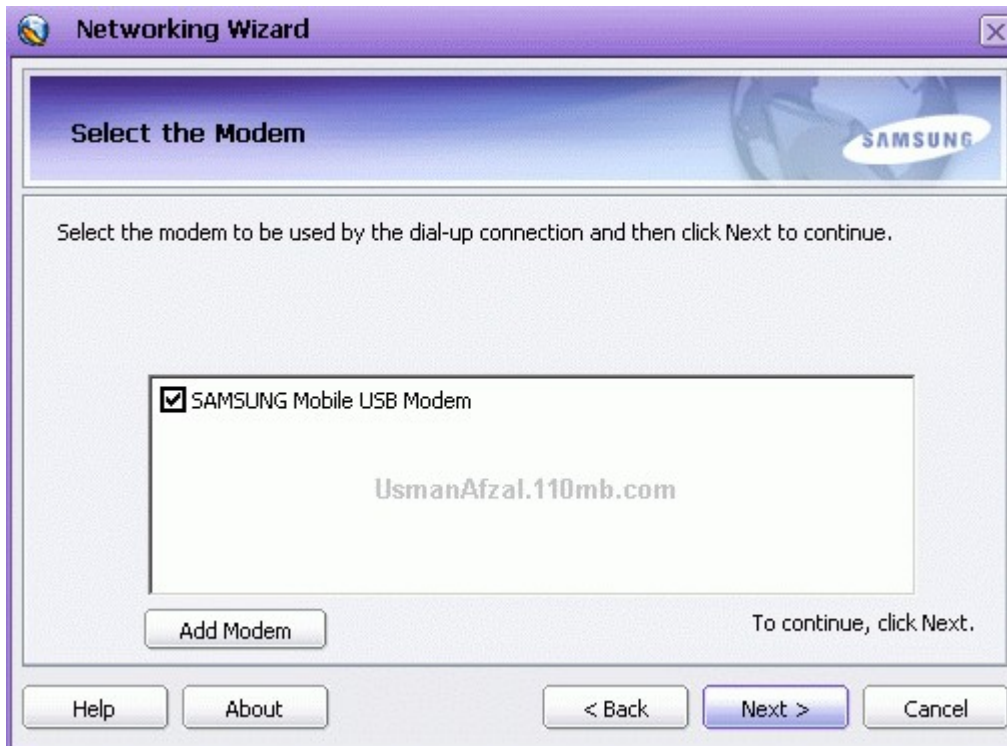 Networking Wizard
Select the Modem
SAMSUNG
Select the modem to be used by the dial-up connection and then click Next to continue.
SAMSUNG Mobile USB Modem
UsmanAfzal.110mb.com
Add Modem
To continue, click Next.
Help
About
< Back
Next >
Cancel